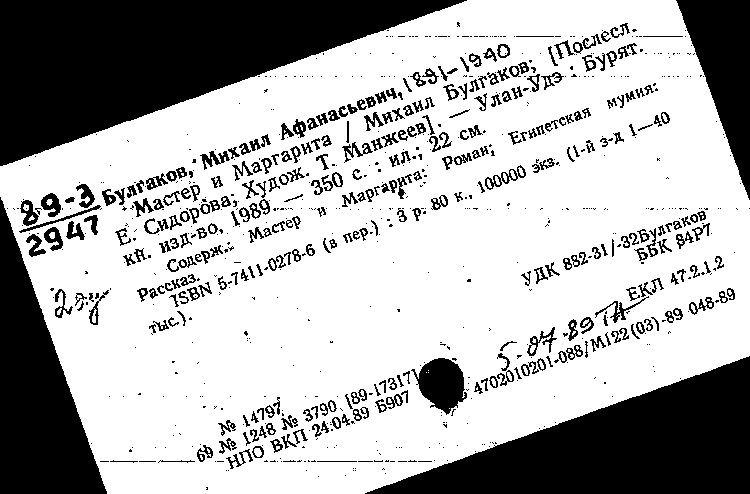 89-3
2947
2 эк
Булгаков, Михаил Афанасьевич, 1891-1940
Мастер и Маргарита / Михаил Булгаков; [Послесл.
Е. Сидорова; Худож. Т. Манжеев]. — Улан-Удэ : Бурят.
кн. изд-во, 1989. — 350 с. : ил.; 22 см.
Содерж.: Мастер и Маргарита: Роман; Египетская мумия:
Рассказ.
ISBN 5-7411-0278-6 (в пер.) : 3 р. 80 к., 100000 экз. (1-й з-д 1—40
тыс.).
УДК 882-31/-32Булгаков
ББК 84Р7
ЕКЛ 47.2.1.2
5-07-89
№ 14797
69 № 1248 № 3790 [89-17317]
НПО ВКП 24.04.89 Б907 4702010201-088/М122(03)-89 048-89